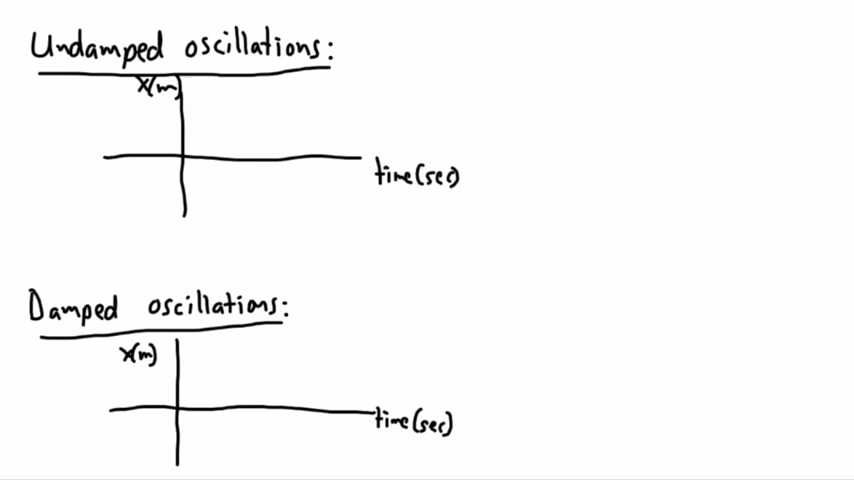 Undamped oscillations:
x(m)
time(sec)
Damped oscillations:
x(m)
time(sec)